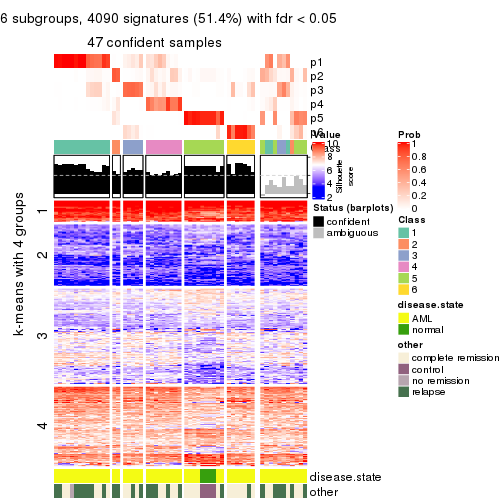 6 subgroups, 4090 signatures (51.4%) with fdr < 0.05
47 confident samples
p1
p2
p3
p4
p5
p6
Class
k-means with 4 groups
1
2
3
4
Value
10
8
6
4
2
Silhouette
score
Status (barplots)
confident
ambiguous
Prob
1
0.8
0.6
0.4
0.2
0
Class
1
2
3
4
5
6
disease.state
AML
normal
other
complete remission
control
no remission
relapse
disease.state
other